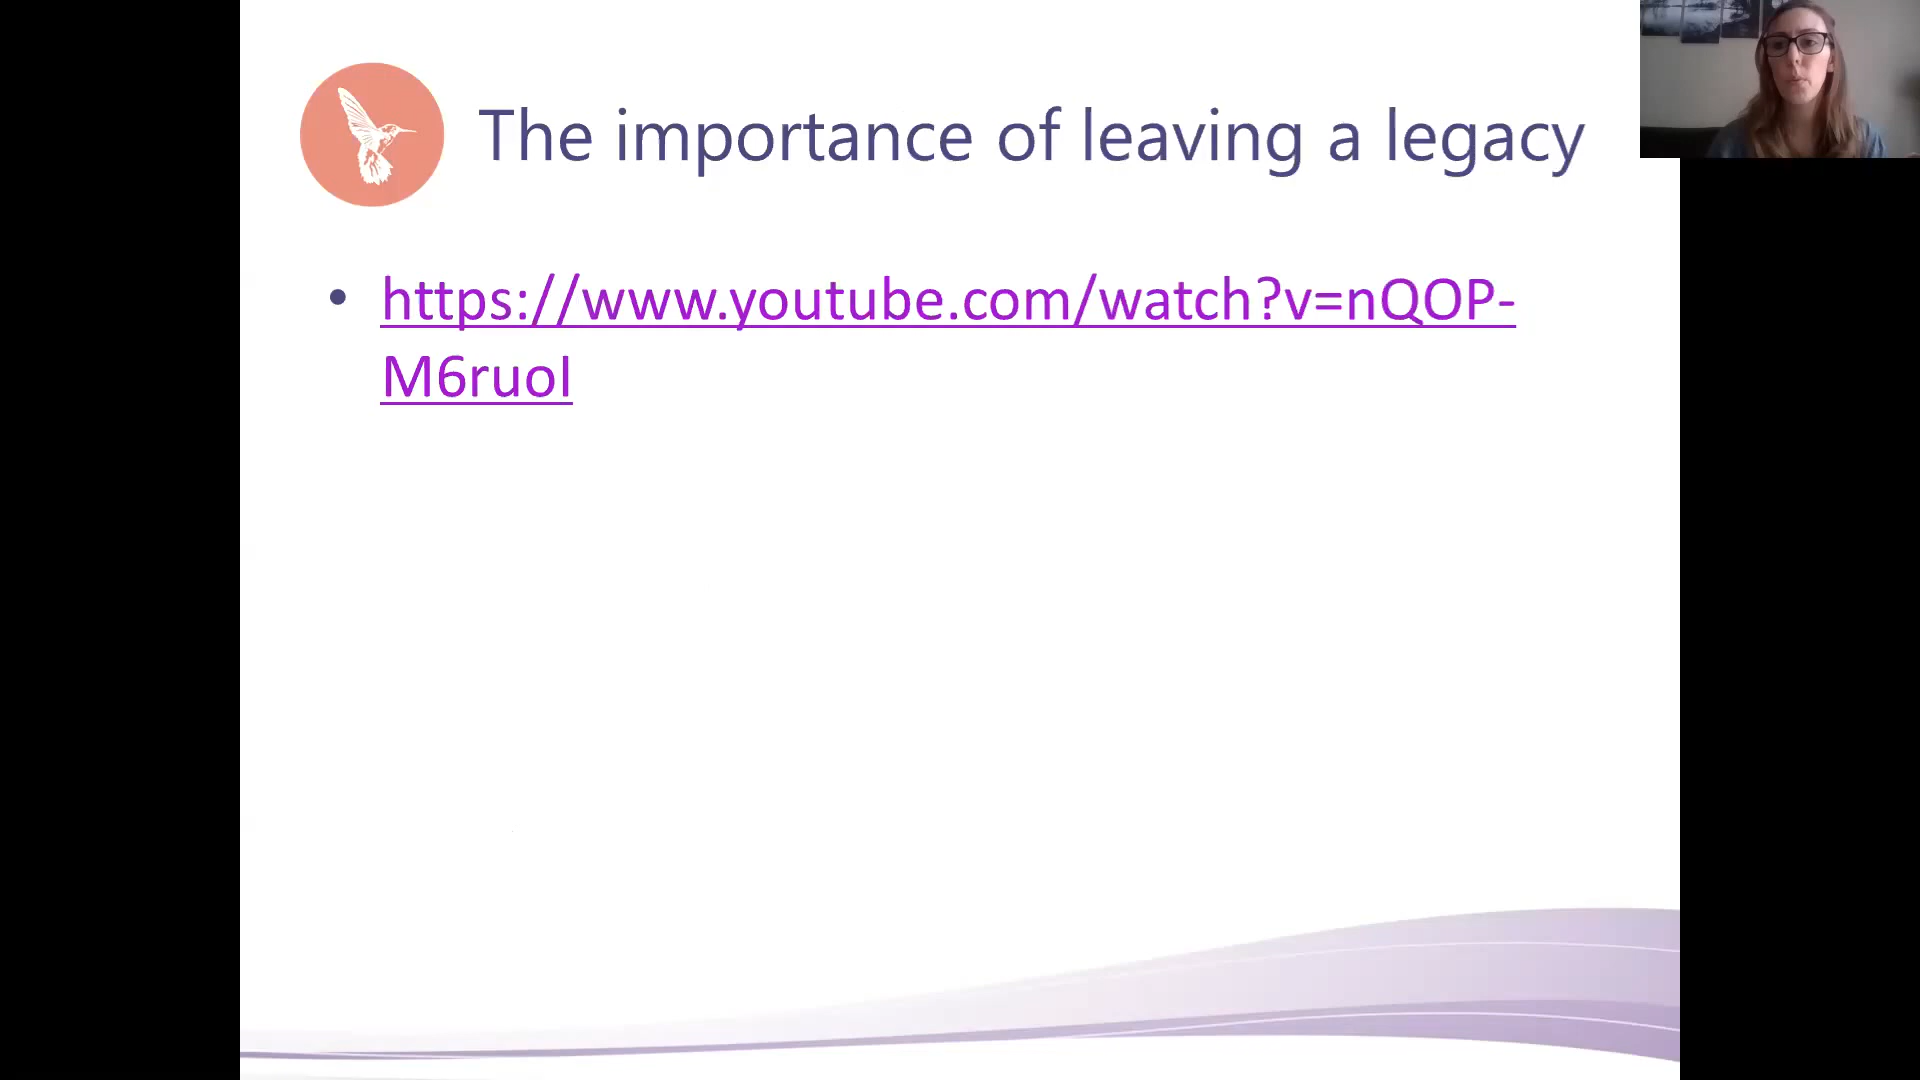 The importance of leaving a legacy
• https://www.youtube.com/watch?v=nQOP-
M6ruoI